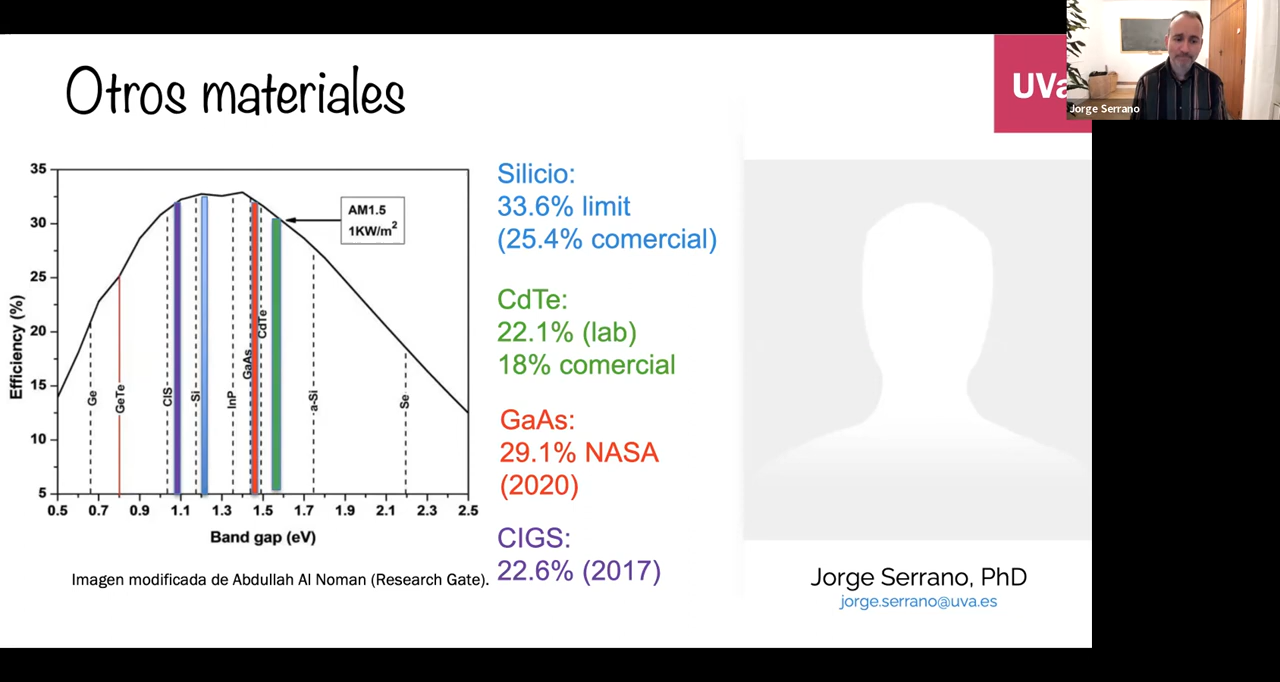 Otros materiales
UVa
Jorge Serrano
35
30
25
20
15
10
5
Efficiency (%)
AM1.5
1KW/m2
Ge
GeTe
CIS
Si
InP
GaAs
CdTe
a-Si
Se
0.5 0.7 0.9 1.1 1.3 1.5 1.7 1.9 2.1 2.3 2.5
Band gap (eV)
Imagen modificada de Abdullah Al Noman (Research Gate).
Silicio:
33.6% limit
(25.4% comercial)
CdTe:
22.1% (lab)
18% comercial
GaAs:
29.1% NASA
(2020)
CIGS:
22.6% (2017)
Jorge Serrano, PhD
jorge.serrano@uva.es